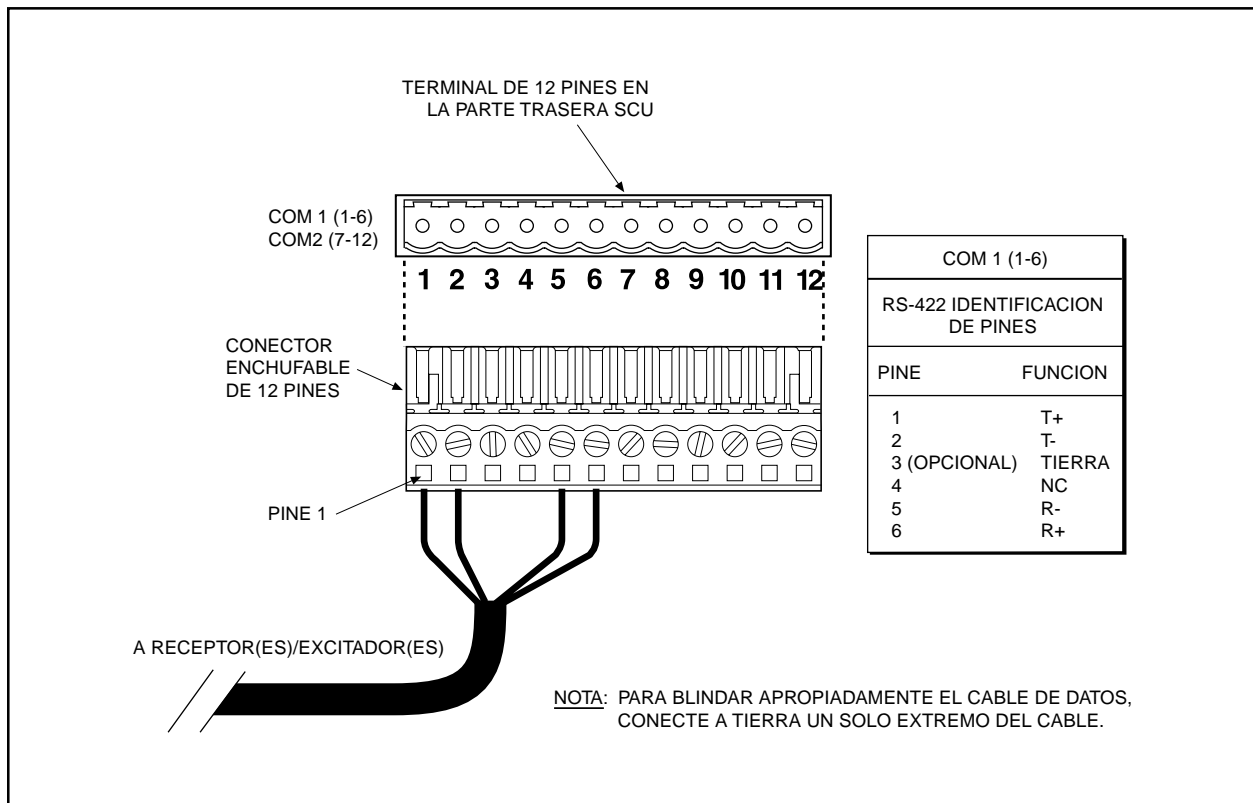 TERMINAL DE 12 PINES EN
LA PARTE TRASERA SCU
COM 1 (1-6)
COM2 (7-12)
1 2 3 4 5 6 7 8 9 10 11 12
CONECTOR
ENCHUFABLE
DE 12 PINES
PINE 1
A RECEPTOR(ES)/EXCITADOR(ES)
COM 1 (1-6)
RS-422 IDENTIFICACION
DE PINES
PINE FUNCION
1 T+
2 T-
3 (OPCIONAL) TIERRA
4 NC
5 R-
6 R+
NOTA: PARA BLINDAR APROPIADAMENTE EL CABLE DE DATOS,
CONECTE A TIERRA UN SOLO EXTREMO DEL CABLE.